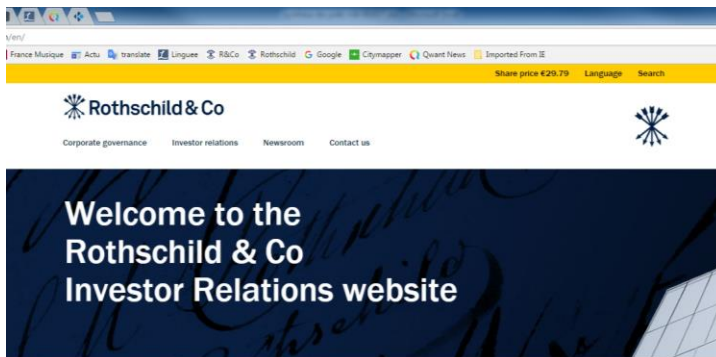 /en/
France Musique Actu translate Linguee R&Co Rothschild Google Citymapper Qwant News Imported From IE
Share price €29.79 Language Search
Rothschild & Co
Corporate governance Investor relations Newsroom Contact us
Welcome to the
Rothschild & Co
Investor Relations website